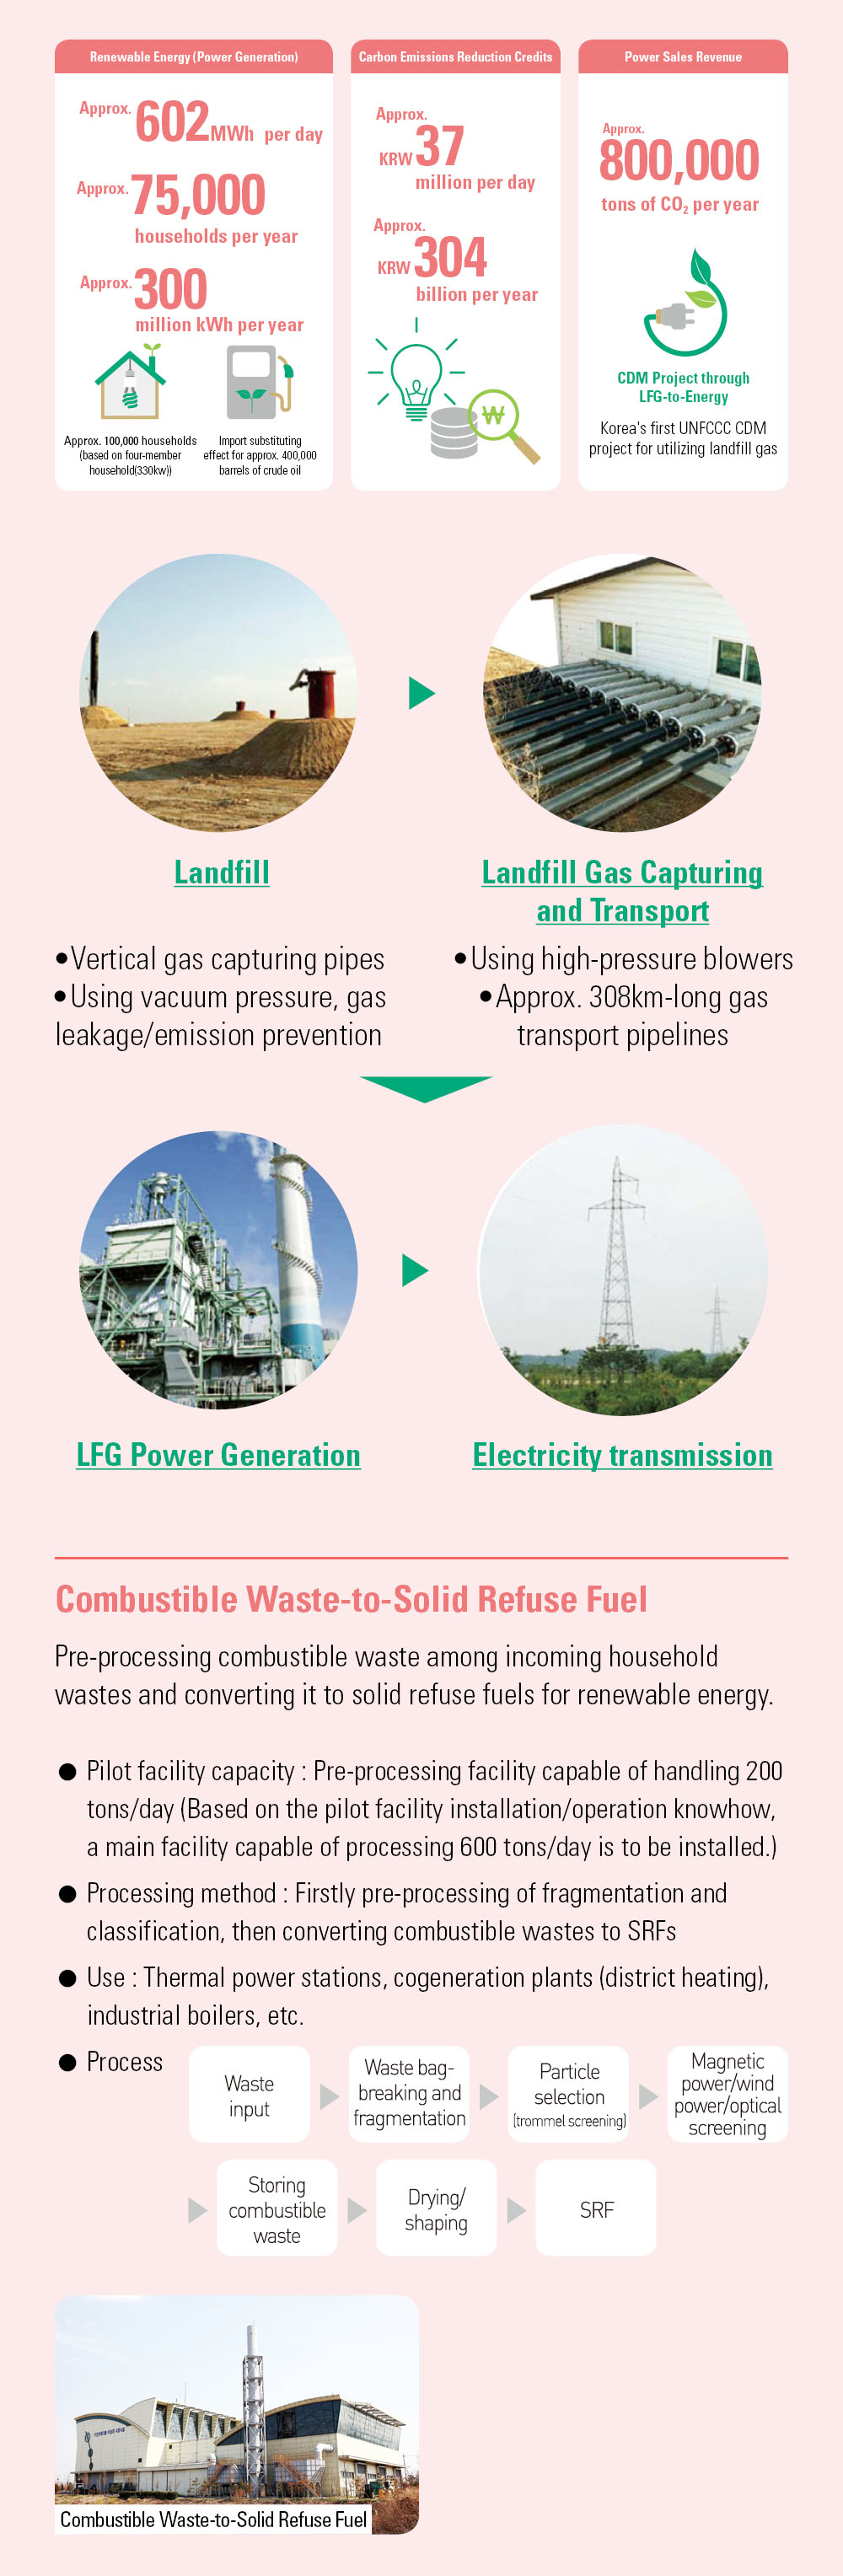 Renewable Energy (Power Generation)
Approx. 602 MWh per day
Approx. 75,000
households per year
Approx. 300
million kWh per year
Approx. 100,000 households
(based on four-member
household(330kw))
Import substituting
effect for approx. 400,000
barrels of crude oil
Carbon Emissions Reduction Credits
Approx.
KRW 37
million per day
Approx.
KRW 304
billion per year
₩
Power Sales Revenue
Approx.
800,000
tons of CO₂ per year
CDM Project through
LFG-to-Energy
Korea's first UNFCCC CDM
project for utilizing landfill gas
Landfill
●Vertical gas capturing pipes
●Using vacuum pressure, gas
leakage/emission prevention
Landfill Gas Capturing
and Transport
●Using high-pressure blowers
●Approx. 308km-long gas
transport pipelines
LFG Power Generation
Electricity transmission
Combustible Waste-to-Solid Refuse Fuel
Pre-processing combustible waste among incoming household
wastes and converting it to solid refuse fuels for renewable energy.
● Pilot facility capacity : Pre-processing facility capable of handling 200
tons/day (Based on the pilot facility installation/operation knowhow,
a main facility capable of processing 600 tons/day is to be installed.)
● Processing method : Firstly pre-processing of fragmentation and
classification, then converting combustible wastes to SRFs
● Use : Thermal power stations, cogeneration plants (district heating),
industrial boilers, etc.
● Process
Waste
input
Waste bag-
breaking and
fragmentation
Particle
selection
(trommel screening)
Magnetic
power/wind
power/optical
screening
Storing
combustible
waste
Drying/
shaping
SRF
Combustible Waste-to-Solid Refuse Fuel